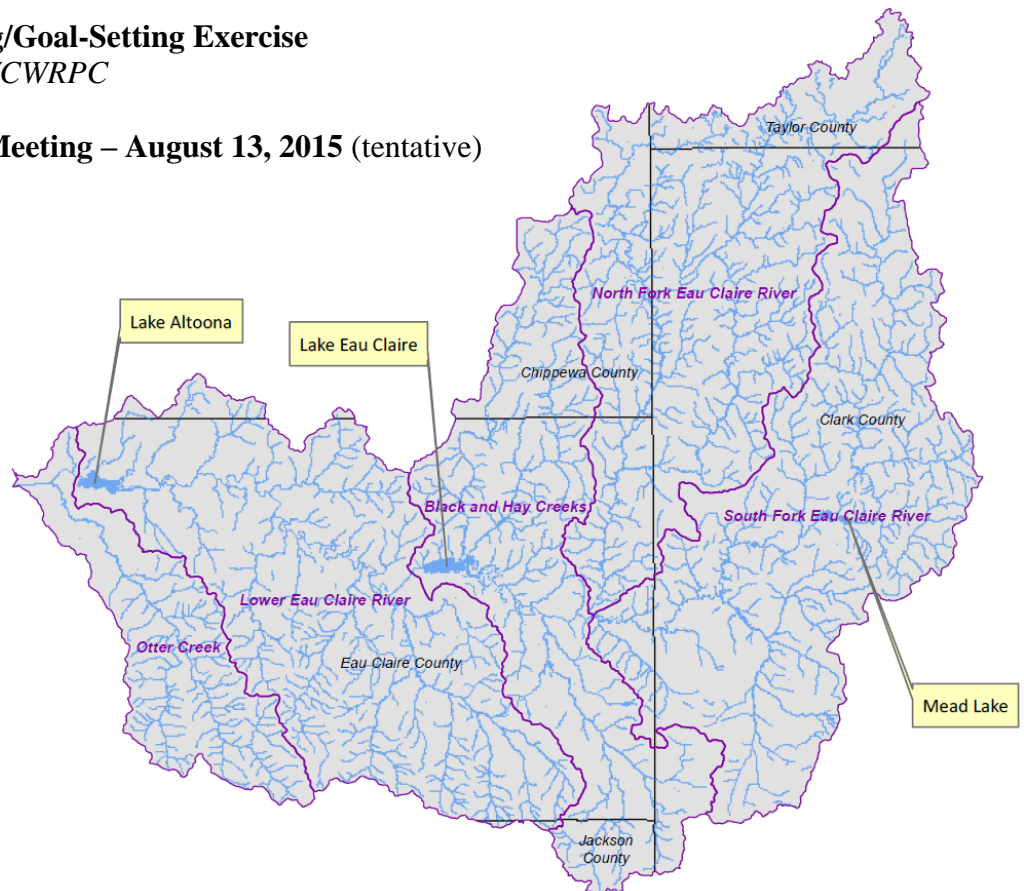 g/Goal-Setting Exercise
CWRPC
Meeting – August 13, 2015 (tentative)
Taylor County
North Fork Eau Claire River
Lake Altoona
Lake Eau Claire
Chippewa County
Clark County
Black and Hay Creeks
South Fork Eau Claire River
Lower Eau Claire River
Otter Creek
Eau Claire County
Mead Lake
Jackson
County